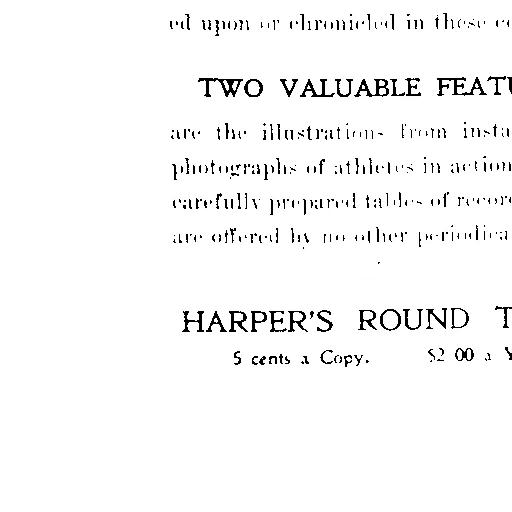 ed upon or chronicled in these co
TWO VALUABLE FEATU
are the illustrations from insta
photographs of athletes in action
carefully prepared tables of recor
are offered by no other periodica
HARPER'S ROUND T
5 cents a Copy. $2 00 a Y